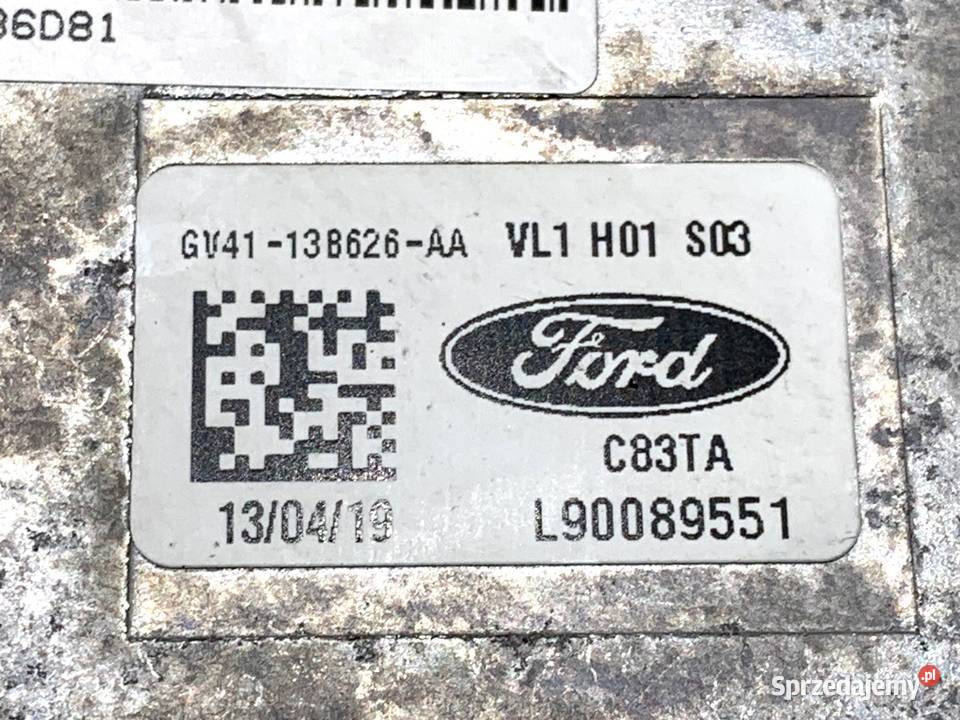 36D81
GV41-13B626-AA VL1 H01 S03
Ford
C83TA
13/04/19 L90089551
Sprzedajemy.pl